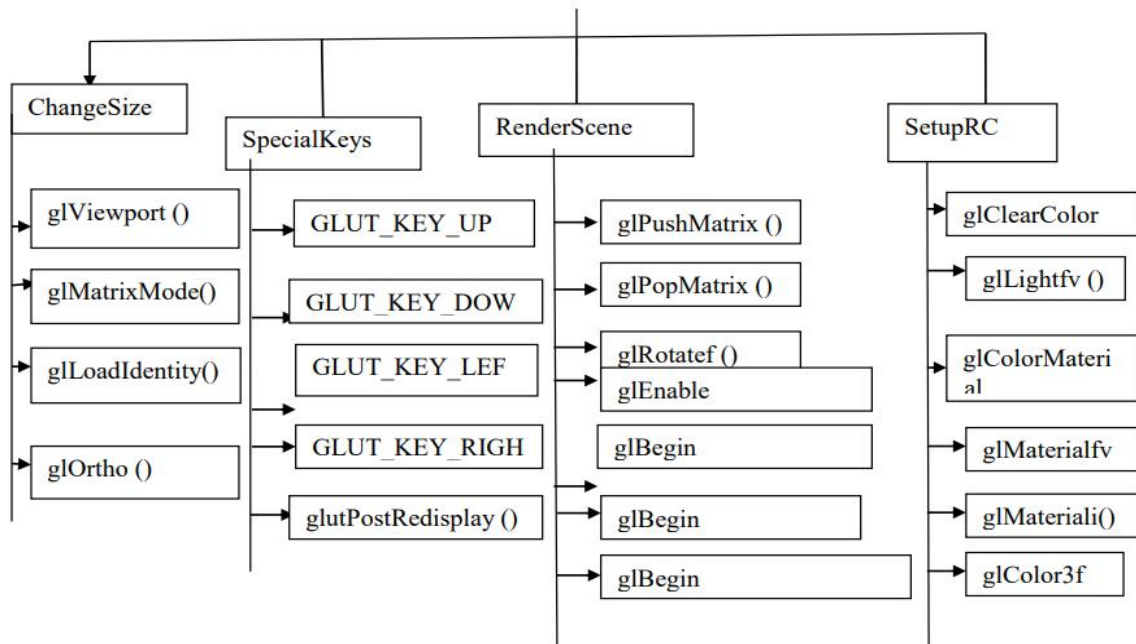 ChangeSize
glViewport ()
glMatrixMode()
glLoadIdentity()
glOrtho ()
SpecialKeys
GLUT_KEY_UP
GLUT_KEY_DOW
GLUT_KEY_LEF
GLUT_KEY_RIGH
glutPostRedisplay ()
RenderScene
glPushMatrix ()
glPopMatrix ()
glRotatef ()
glEnable
glBegin
glBegin
glBegin
SetupRC
glClearColor
glLightfv ()
glColorMateri
al
glMaterialfv
glMateriali()
glColor3f